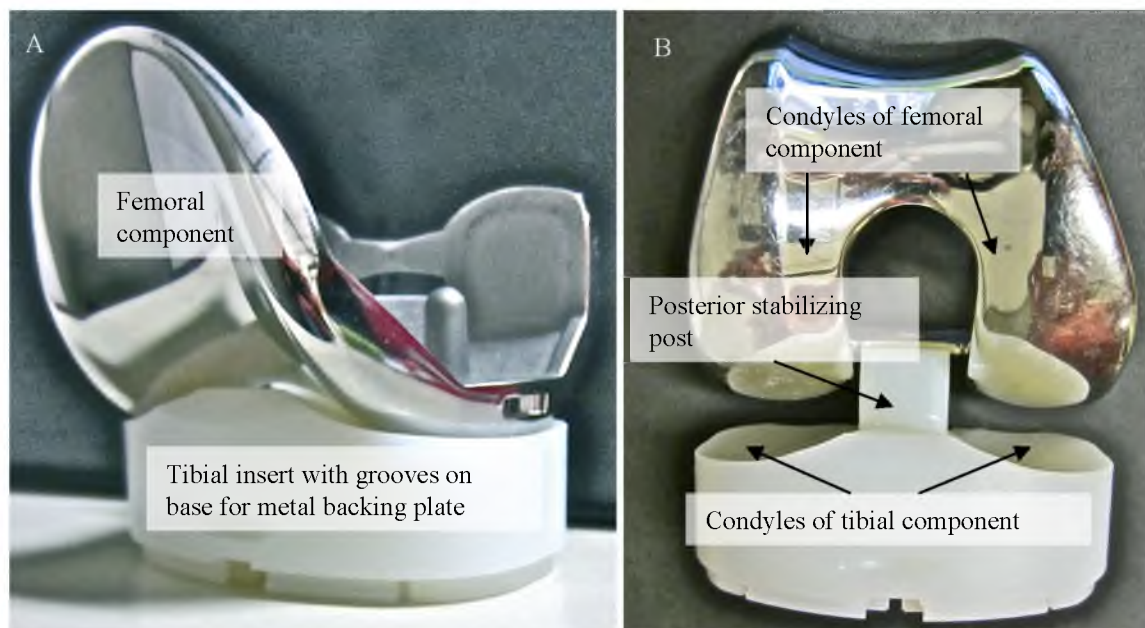 A
Femoral
component
Tibial insert with grooves on
base for metal backing plate
B
Condyles of femoral
component
Posterior stabilizing
post
Condyles of tibial component